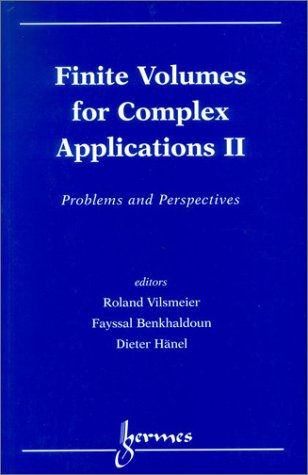 Finite Volumes
for Complex
Applications II
Problems and Perspectives
editors
Roland Vilsmeier
Fayssal Benkhaldoun
Dieter Hänel
hermes